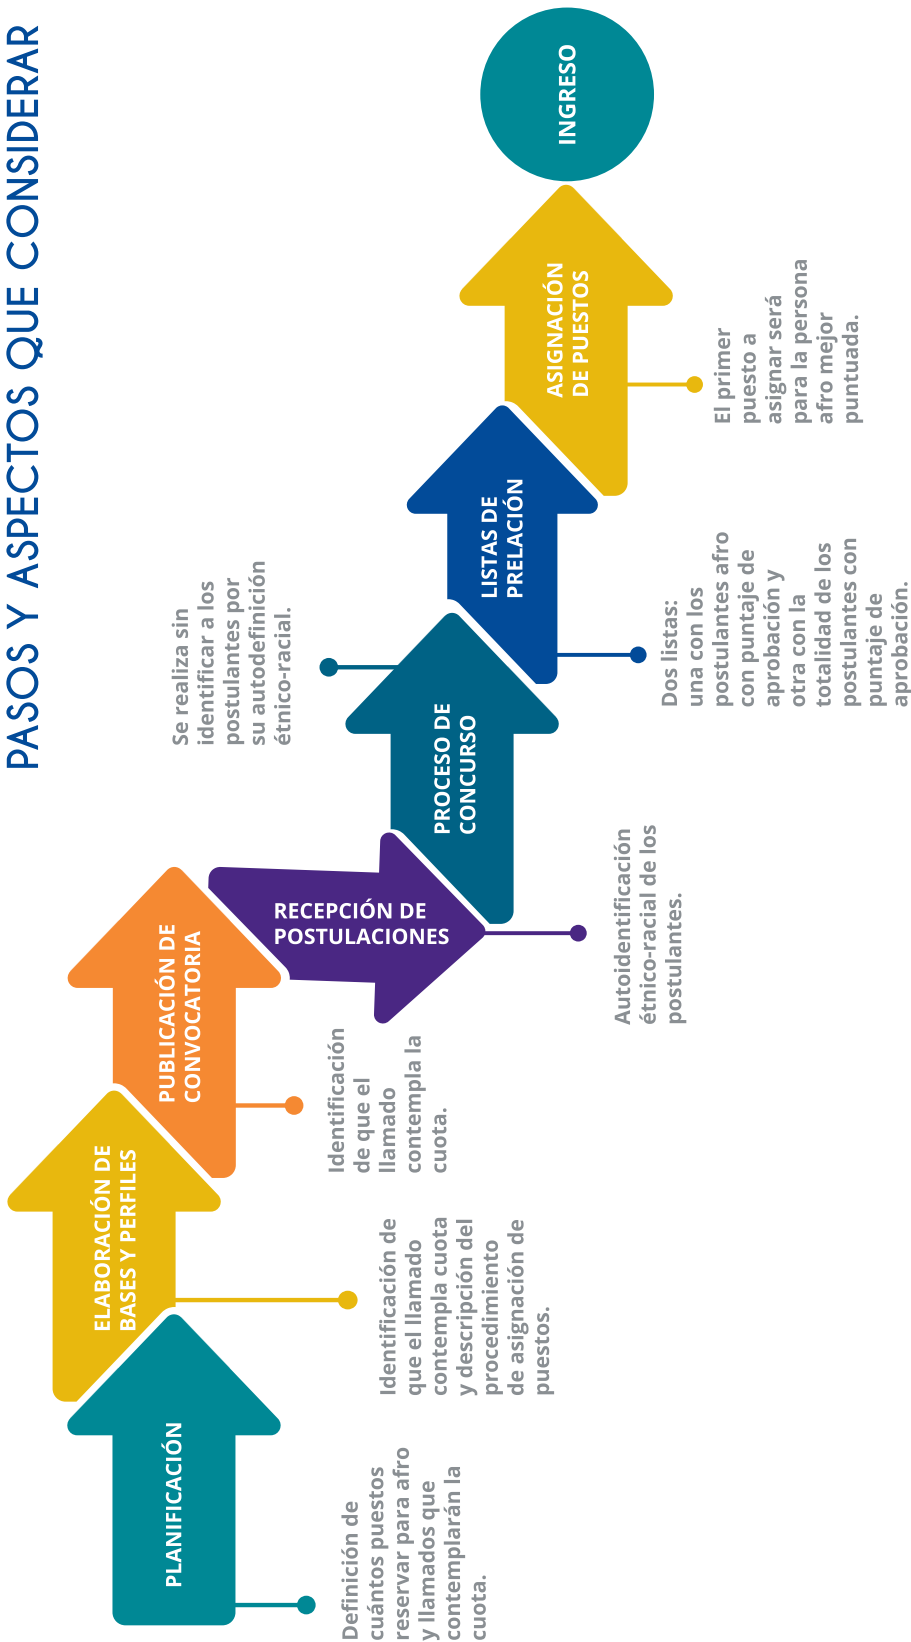 PASOS Y ASPECTOS QUE CONSIDERAR
PLANIFICACIÓN
Definición de
cuántos puestos
reservar para afro
y llamados que
contemplarán la
cuota.
ELABORACIÓN DE
BASES Y PERFILES
Identificación de
que el llamado
contempla cuota
y descripción del
procedimiento
de asignación de
puestos.
PUBLICACIÓN DE
CONVOCATORIA
Identificación
de que el
llamado
contempla la
cuota.
RECEPCIÓN DE
POSTULACIONES
Autoidentificación
étnico-racial de los
postulantes.
PROCESO DE
CONCURSO
Se realiza sin
identificar a los
postulantes por
su autodefinición
étnico-racial.
LISTAS DE
PRELACIÓN
Dos listas:
una con los
postulantes afro
con puntaje de
aprobación y
otra con la
totalidad de los
postulantes con
puntaje de
aprobación.
ASIGNACIÓN
DE PUESTOS
El primer
puesto a
asignar será
para la persona
afro mejor
puntuada.
INGRESO